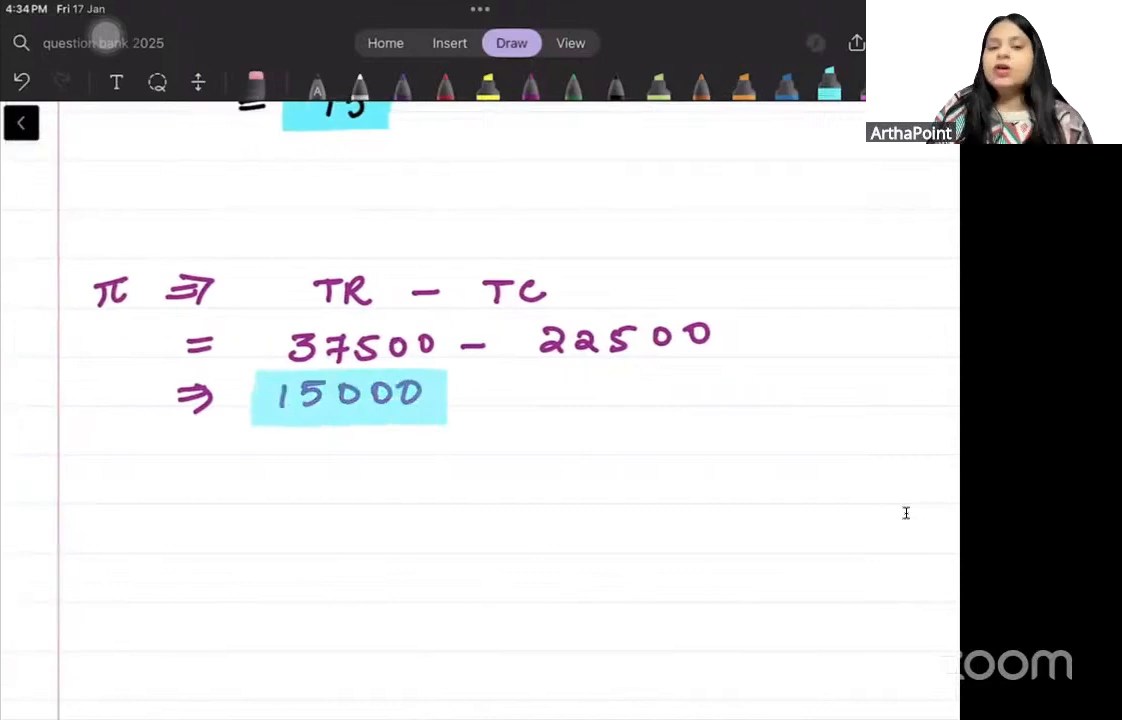 4:34 PM Fri 17 Jan
question bank 2025
Home Insert Draw View
T
A
ArthaPoint
= 75
π ⇒ TR - TC
= 37500 - 22500
⇒ 15000
zoom